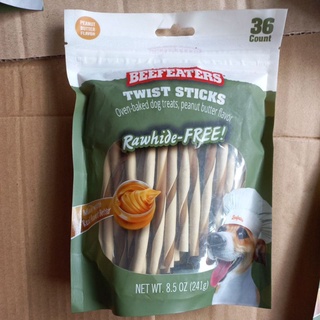 PEANUT
BUTTER
FLAVOR
36
Count
BEEFEATERS
TWIST STICKS
Oven-baked dog treats, peanut butter flavor
Rawhide-FREE!
NET WT. 8.5 OZ (241g)